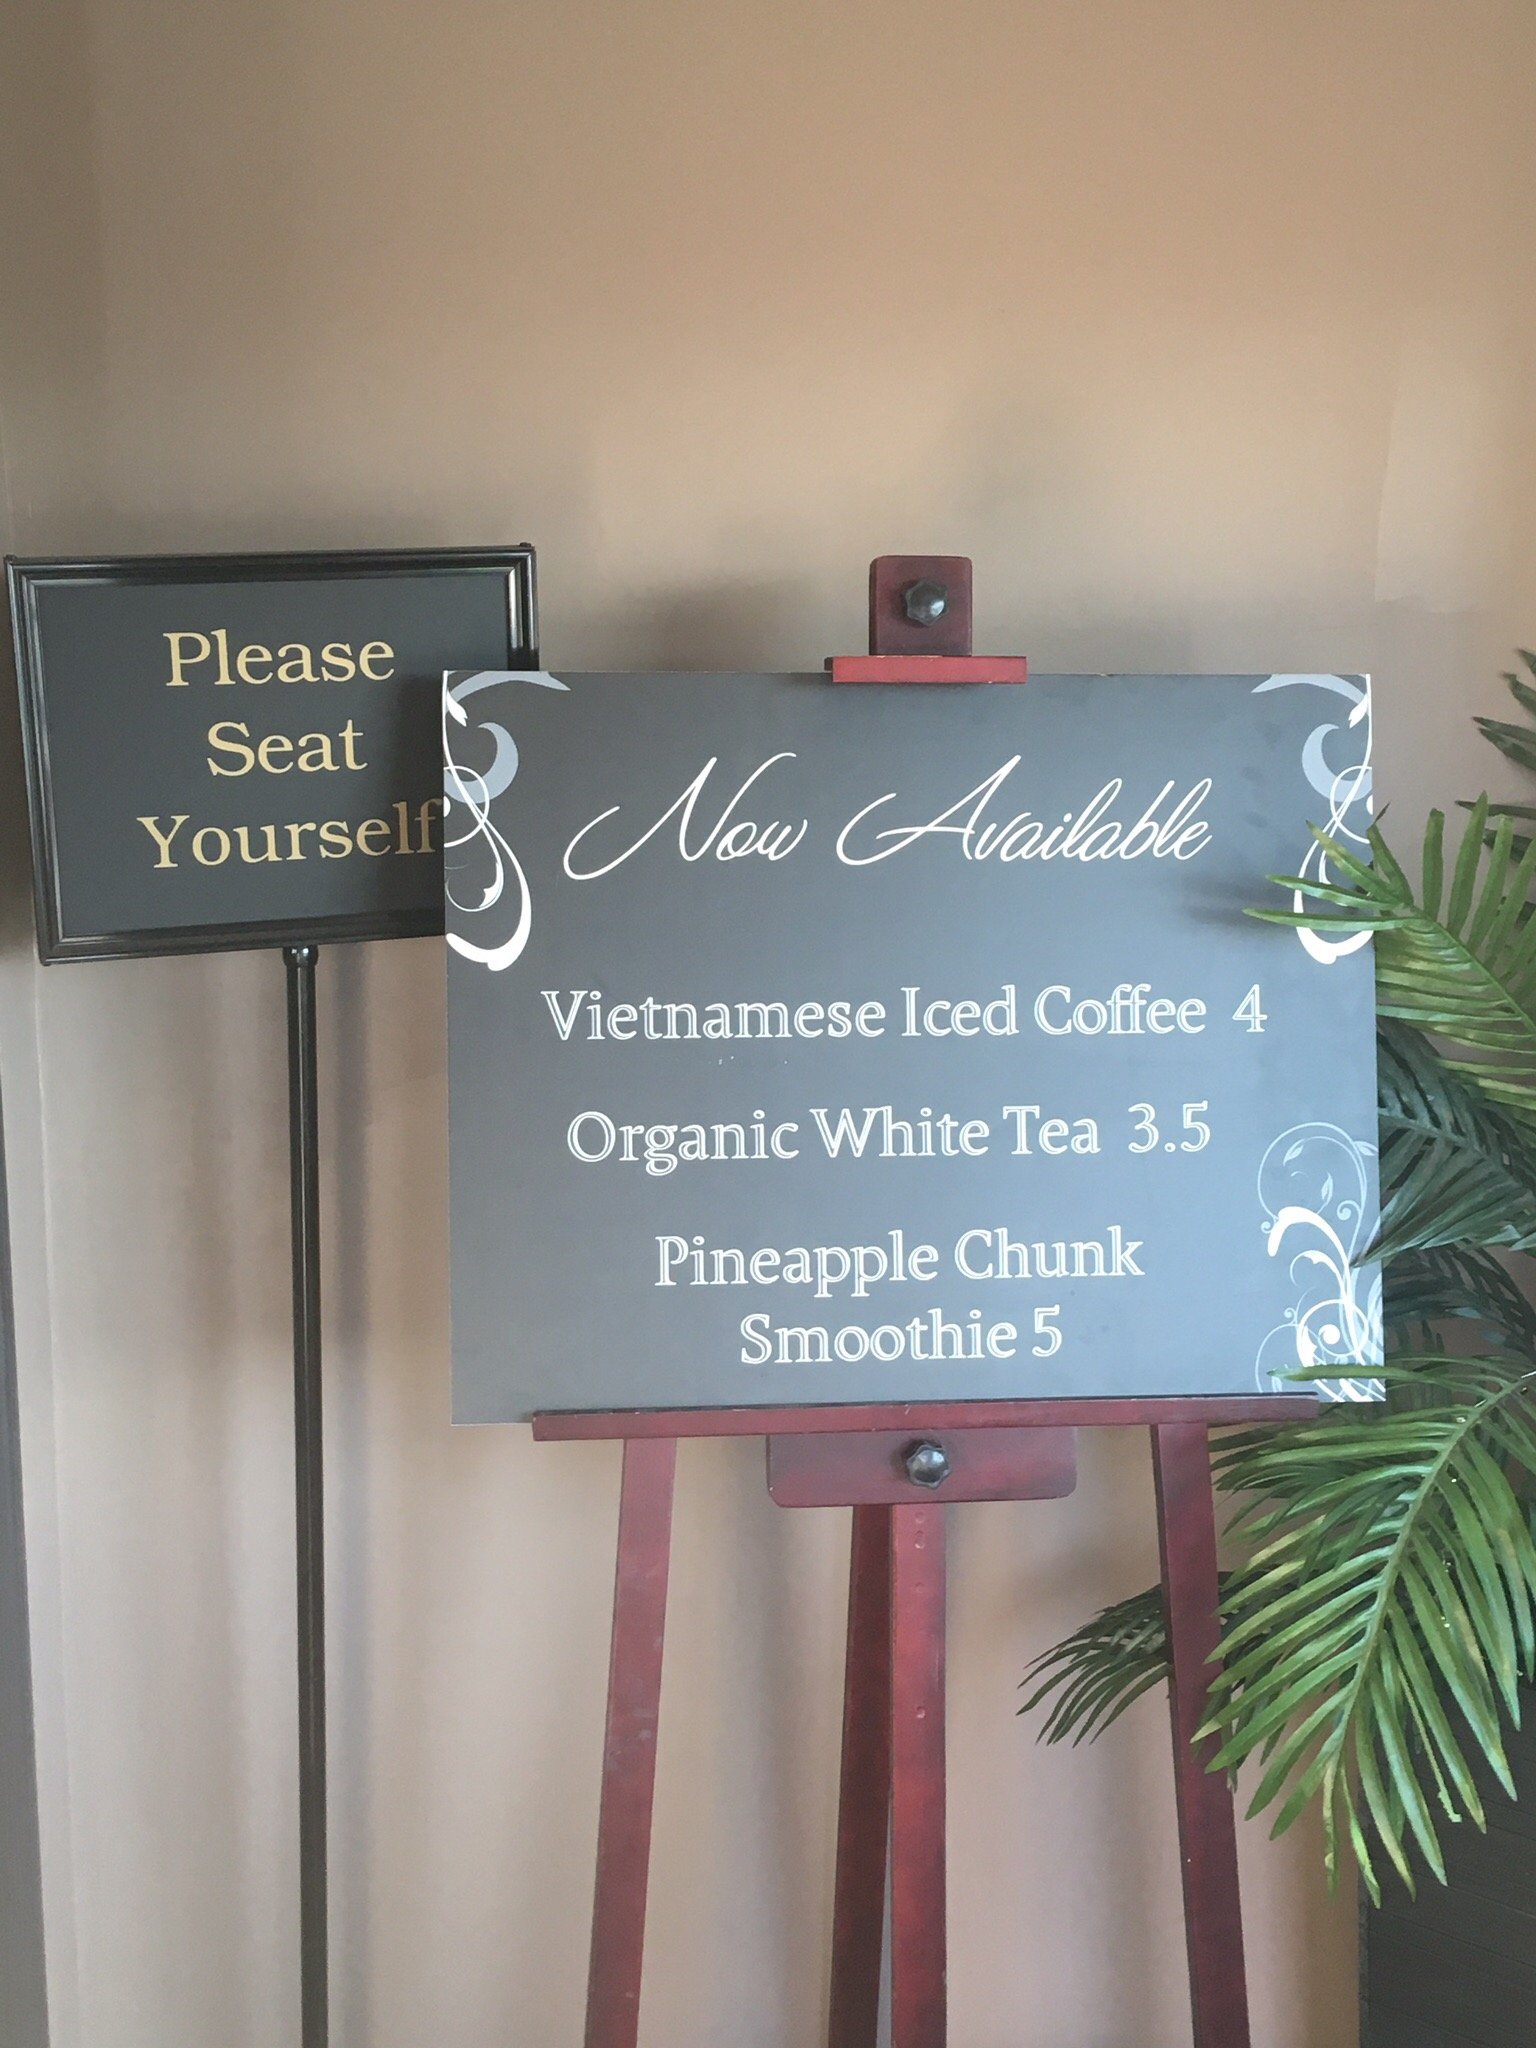 Please
Seat
Yourself
Now Available
Vietnamese Iced Coffee 4
Organic White Tea 3.5
Pineapple Chunk
Smoothie 5